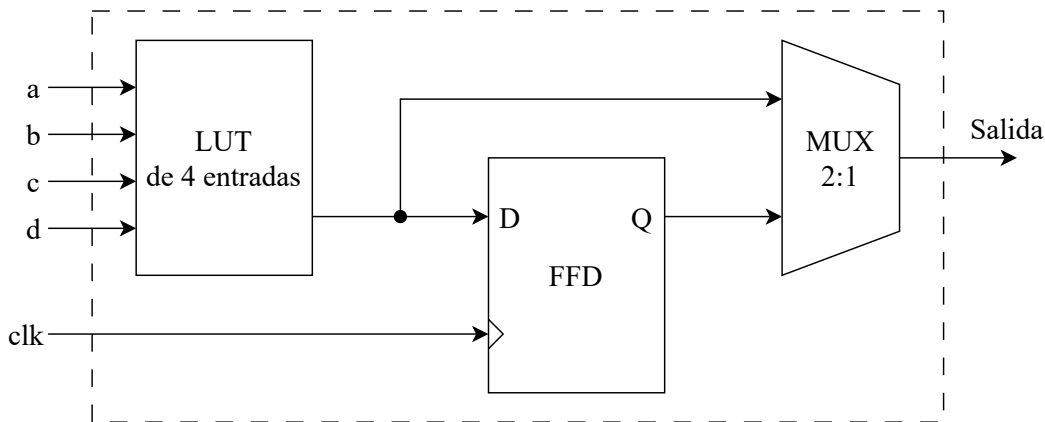 a
b
c
d
clk
LUT
de 4 entradas
D
Q
FFD
MUX
2:1
Salida